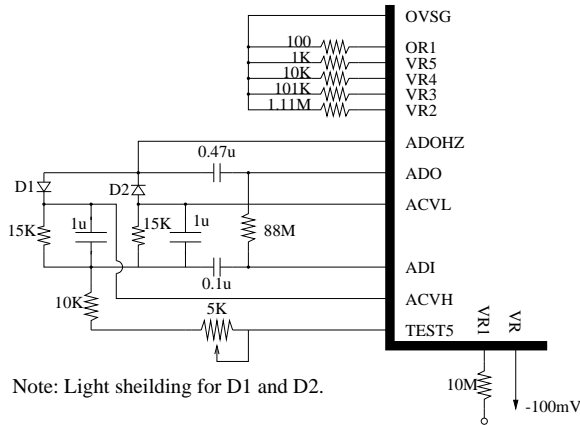 OVSG
100 OR1
1K VR5
10K VR4
101K VR3
1.11M VR2
ADOHZ
0.47u
ADO
D1 D2
ACVL
15K 1u 15K 1u 88M
ADI
0.1u
10K ACVH
5K
TEST5 VR1 VR
Note: Light sheilding for D1 and D2.
10M
-100mV